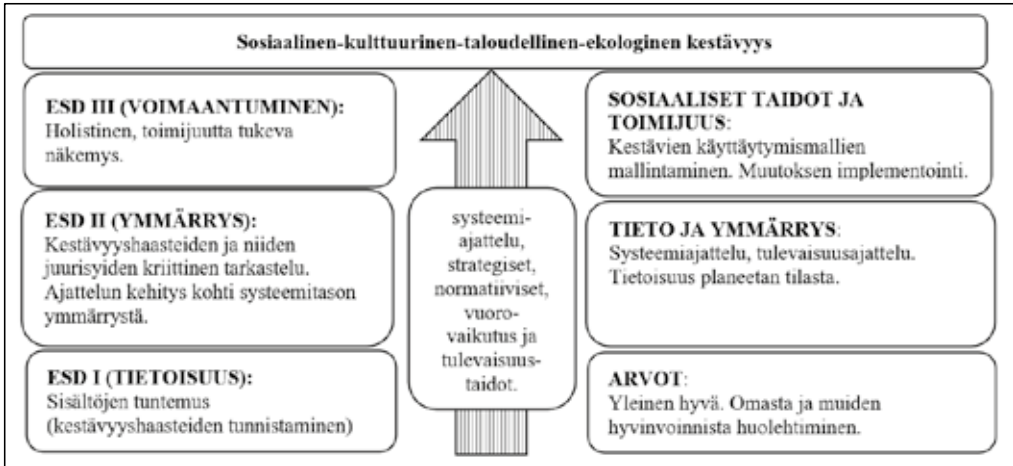 Sosiaalinen-kulttuurinen-taloudellinen-ekologinen kestävyys
ESD III (VOIMAANTUMINEN):
Holistinen, toimijuutta tukeva
näkemys.
ESD II (YMMÄRRYS):
Kestävyyshaasteiden ja niiden
juurisyiden kriittinen tarkastelu.
Ajattelun kehitys kohti systeemitason
ymmärrystä.
ESD I (TIETOISUUS):
Sisältöjen tuntemus
(kestävyyshaasteiden tunnistaminen)
systeemi-
ajattelu,
strategiset,
normatiiviset,
vuoro-
vaikutus ja
tulevaisuus-
taidot.
SOSIAALISET TAIDOT JA
TOIMIJUUS:
Kestävien käyttäytymismallien
mallintaminen. Muutoksen implementointi.
TIETO JA YMMÄRRYS:
Systeemiajattelu, tulevaisuusajattelu.
Tietoisuus planeetan tilasta.
ARVOT:
Yleinen hyvä. Omasta ja muiden
hyvinvoinnista huolehtiminen.